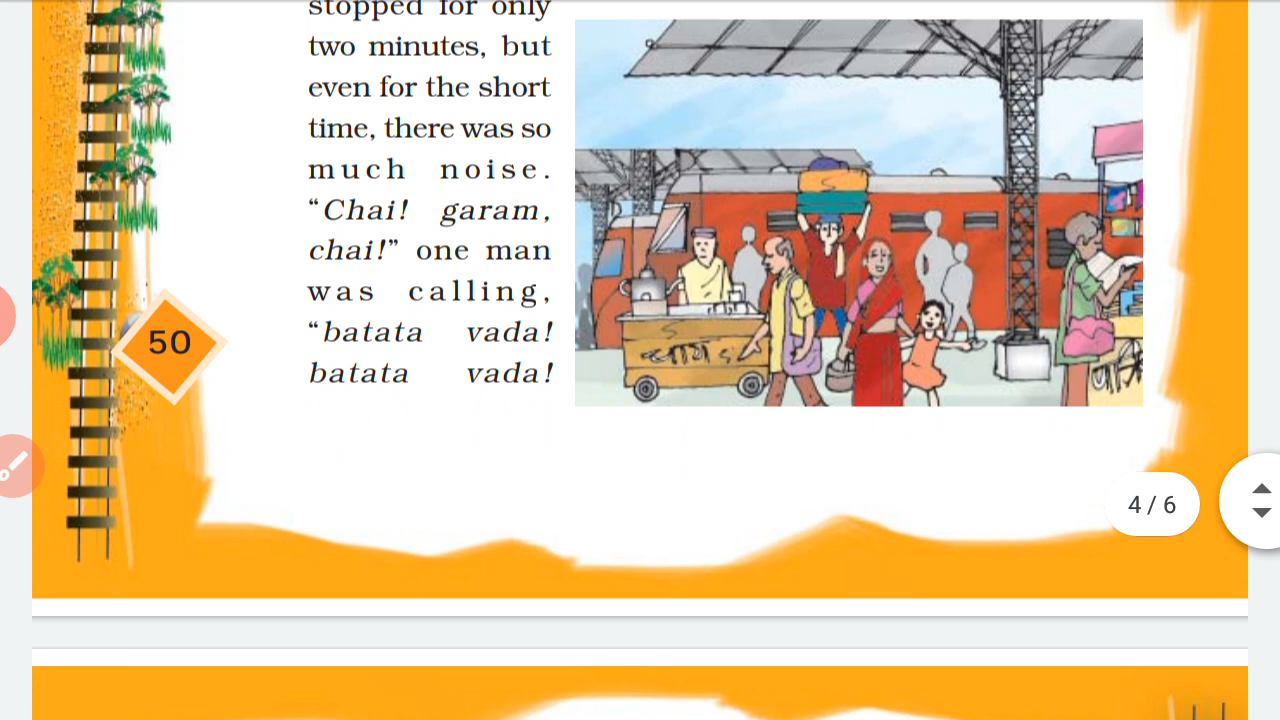 stopped for only
two minutes, but
even for the short
time, there was so
much noise.
“Chai! garam,
chai!” one man
was calling,
“batata vada!
batata vada!
50
4 / 6